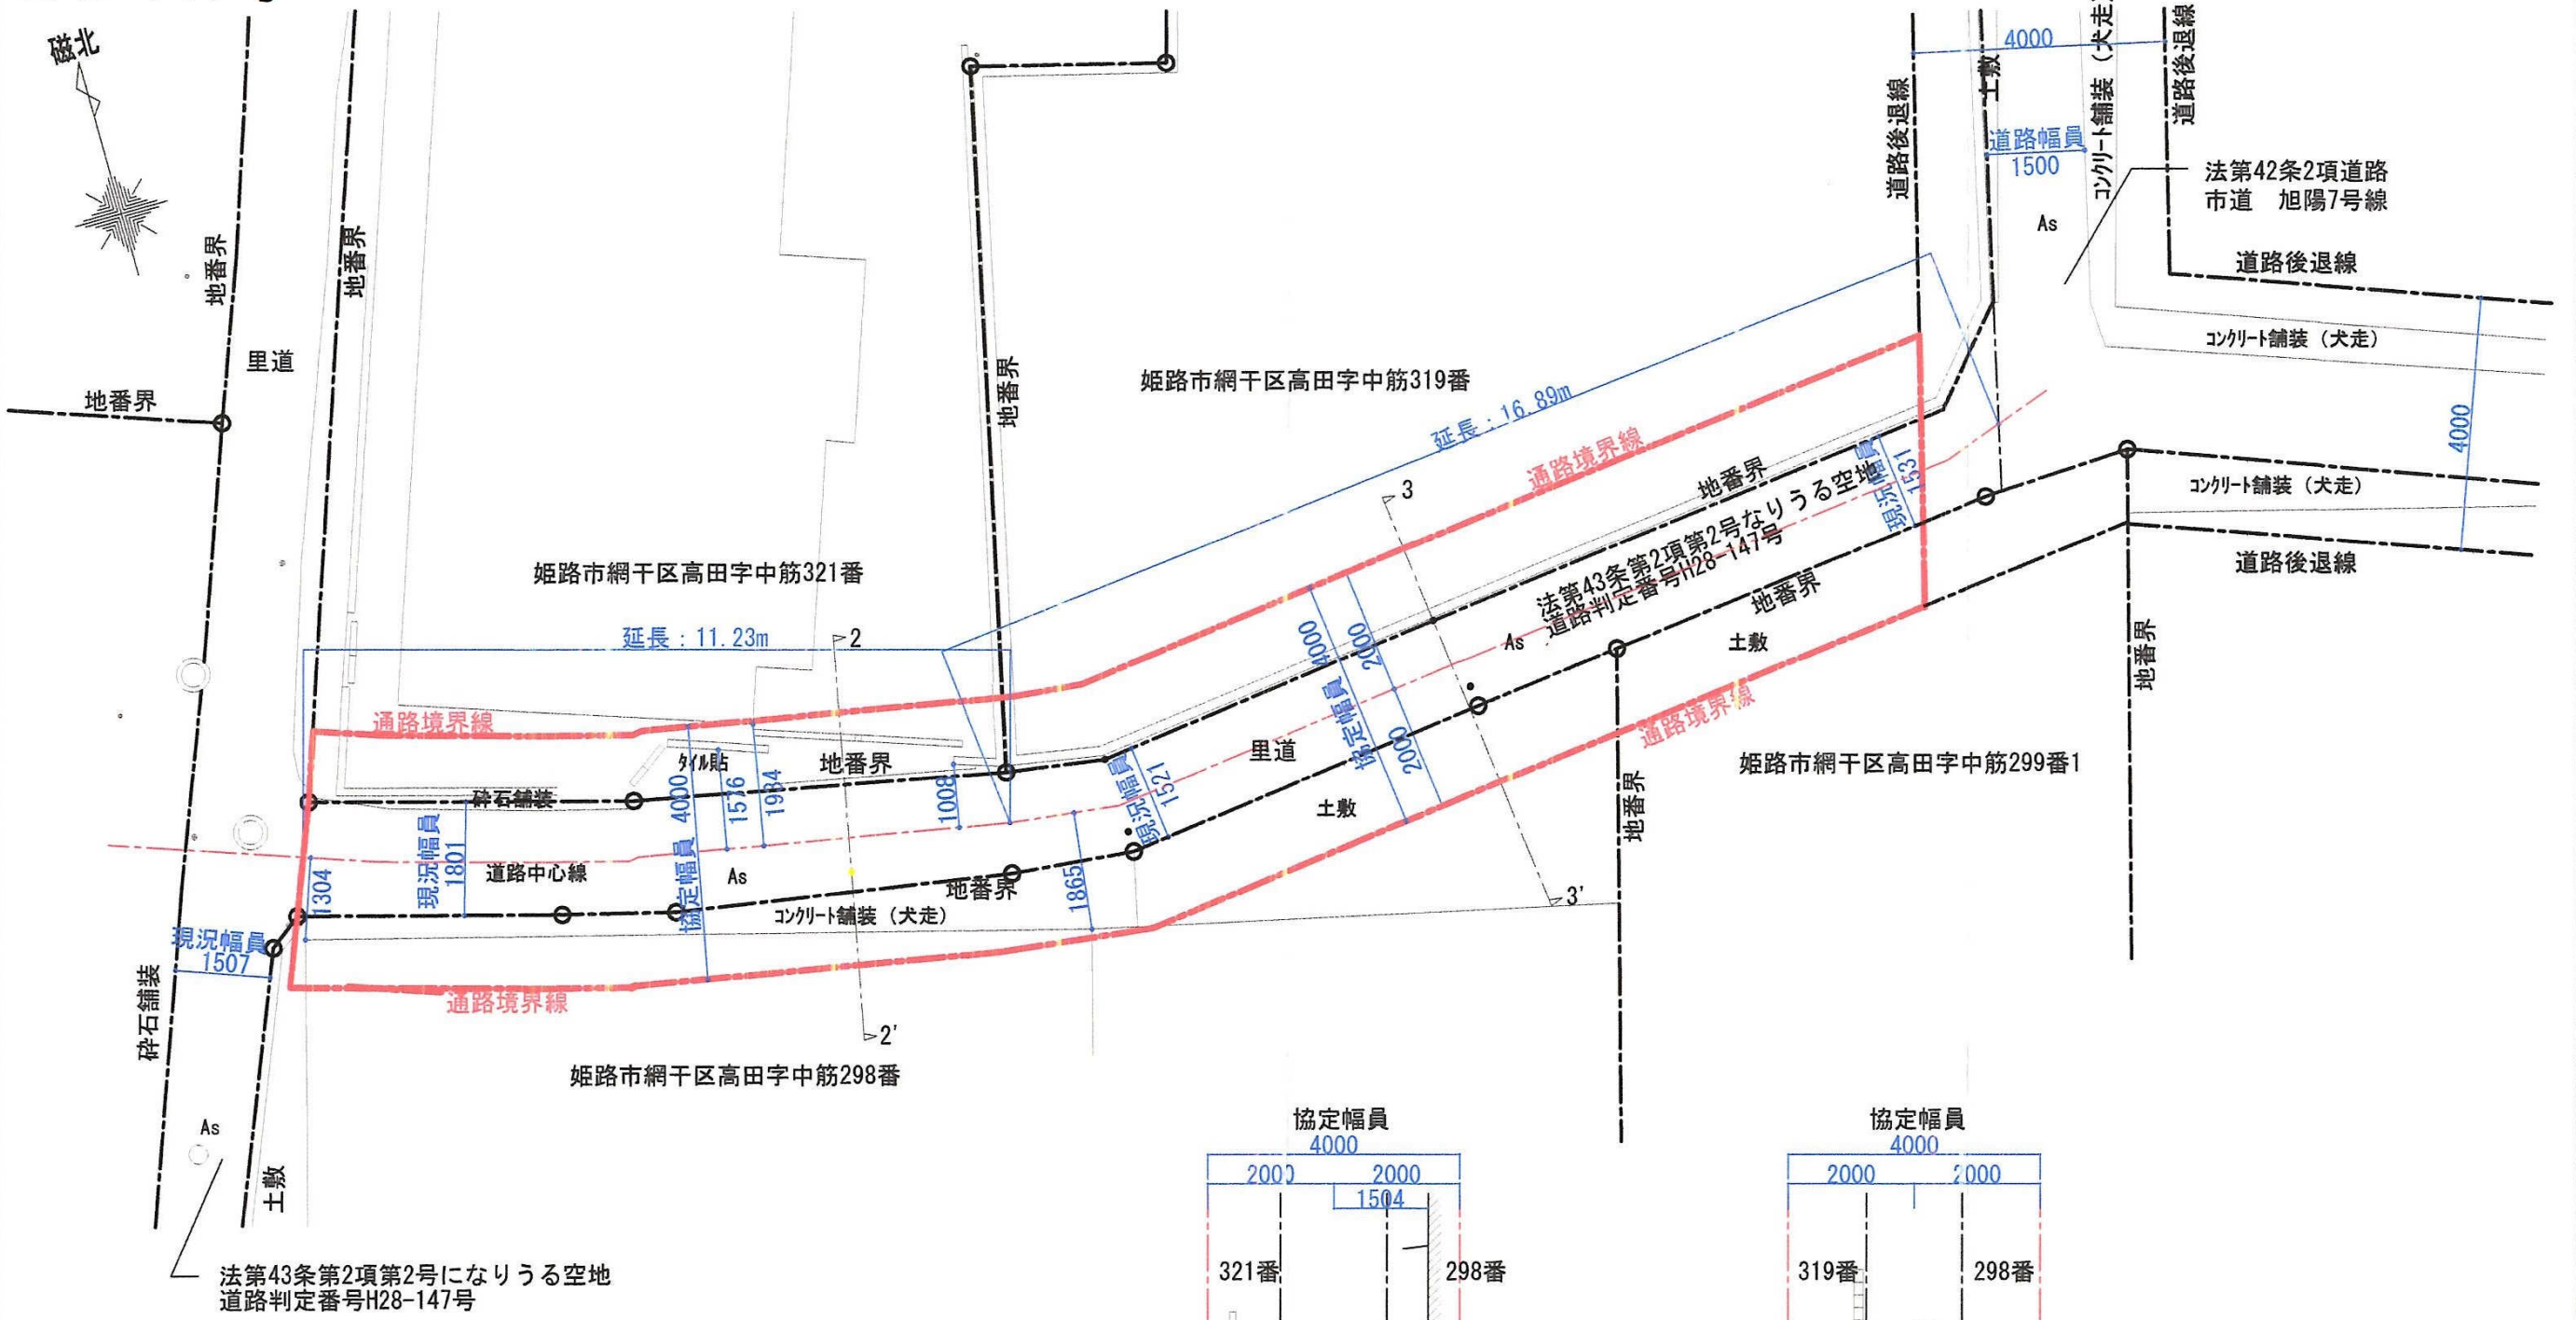 磁北
地番界
地番界
里道
地番界
地番界
姫路市網干区高田字中筋319番
延長：16.89m
通路境界線
4000
道路後退線
土敷
コンクリート舗装（犬走
道路後退線
道路幅員
1500
法第42条2項道路
市道　旭陽7号線
As
道路後退線
コンクリート舗装（犬走）
4000
コンクリート舗装（犬走）
道路後退線
地番界
姫路市網干区高田字中筋321番
延長：11.23m
2
3
地番界
法第43条第2項第2号なりうる空地
道路判定番号H28-147号
現況幅員
1531
地番界
As
土敷
協定幅員 4000
2000
2000
里道
土敷
通路境界線
地番界
姫路市網干区高田字中筋299番1
3'
通路境界線
タイル貼
地番界
砕石舗装
協定幅員 4000
1576
1984
1008
現況幅員
1521
現況幅員
1801
道路中心線
As
1304
地番界
1865
コンクリート舗装（犬走）
現況幅員
1507
通路境界線
砕石舗装
2'
姫路市網干区高田字中筋298番
As
土敷
法第43条第2項第2号になりうる空地
道路判定番号H28-147号
協定幅員
4000
2000
2000
1504
321番
298番
協定幅員
4000
2000
2000
319番
298番